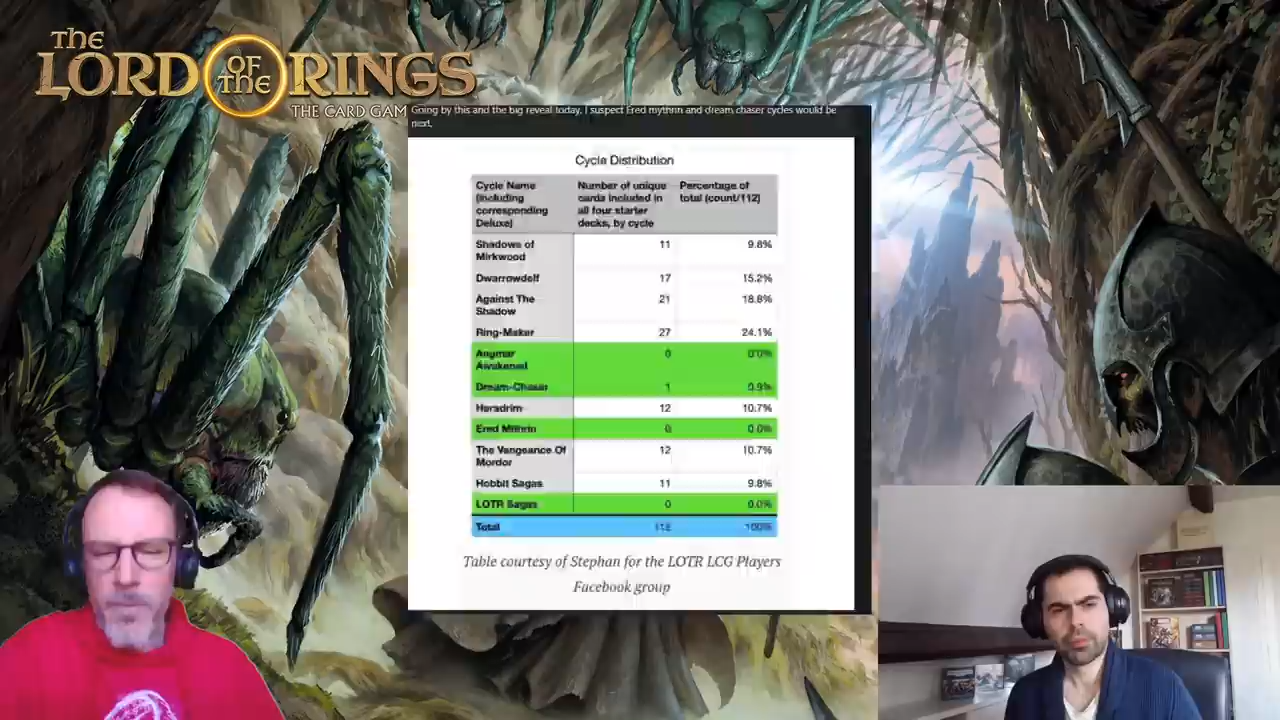 THE
LORD OF THE RINGS
THE CARD GAM
Going by this and the big reveal today, I suspect Ered mythrin and dream chaser cycles would be
next.
Cycle Distribution
Cycle Name (including corresponding Deluxe) Number of unique cards included in all four starter decks, by cycle Percentage of total (count/112)
Shadows of Mirkwood 11 9.8%
Dwarrowdelf 17 15.2%
Against The Shadow 21 18.8%
Ring-Maker 27 24.1%
Angmar Awakened 0 0.0%
Dream-Chaser 1 0.9%
Haradrim 12 10.7%
Ered Mithrin 0 0.0%
The Vengeance Of Mordor 12 10.7%
Hobbit Sagas 11 9.8%
LOTR Sagas 0 0.0%
Total 112 100%
Table courtesy of Stephan for the LOTR LCG Players
Facebook group